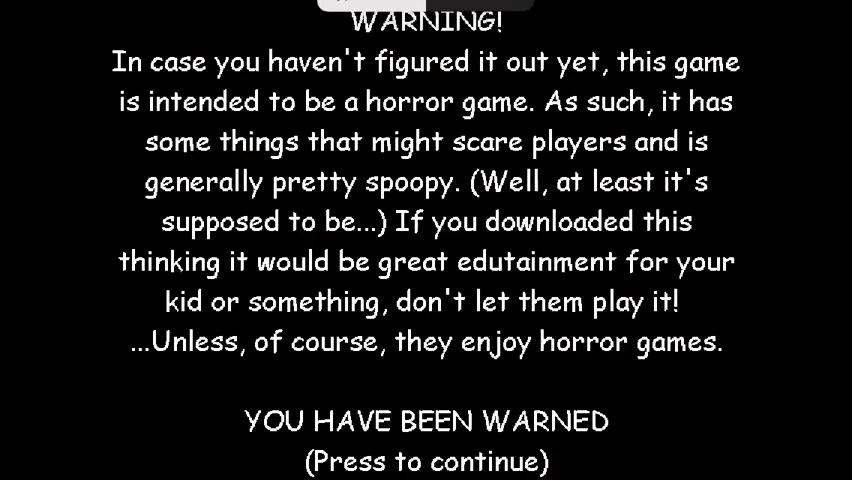 WARNING!
In case you haven't figured it out yet, this game
is intended to be a horror game. As such, it has
some things that might scare players and is
generally pretty spoopy. (Well, at least it's
supposed to be...) If you downloaded this
thinking it would be great edutainment for your
kid or something, don't let them play it!
...Unless, of course, they enjoy horror games.
YOU HAVE BEEN WARNED
(Press to continue)